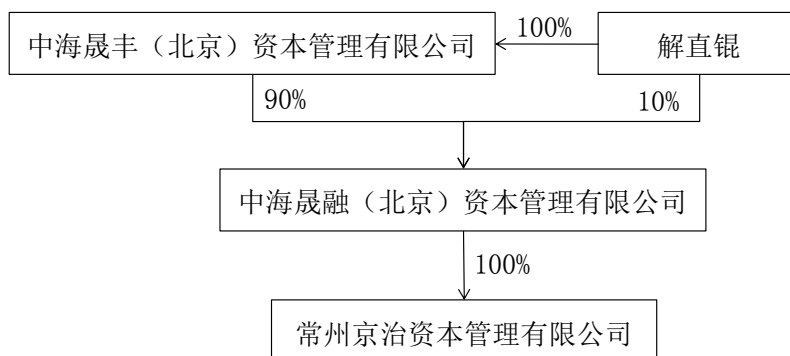 中海晟丰（北京）资本管理有限公司
100%
解直锟
90%
10%
中海晟融（北京）资本管理有限公司
100%
常州京治资本管理有限公司